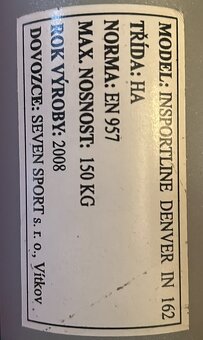 MODEL: INSPORTLINE DENVER IN 162
TŘÍDA: HA
NORMA: EN 957
MAX. NOSNOST: 150 KG
ROK VÝROBY: 2008
DOVOZCE: SEVEN SPORT s. r. o., Vítkov